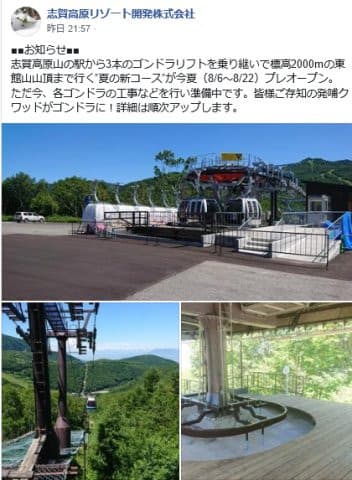 志賀高原リゾート開発株式会社
昨日 21:57
■■お知らせ■■
志賀高原山の駅から3本のゴンドラリフトを乗り継いで標高2000mの東
館山山頂まで行く"夏の新コース"が今夏（8/6～8/22）プレオープン。
ただ今、各ゴンドラの工事などを行い準備中です。皆様ご存知の発哺ク
ワッドがゴンドラに！詳細は順次アップします。